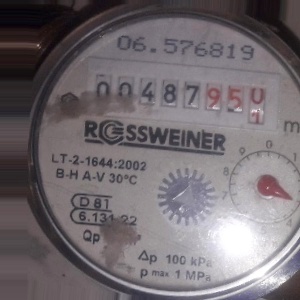 06.576819
00487950
m
ROSSWEINER
LT-2-1644:2002
B-H A-V 30°C
D 81
6.131.22
Qp
Δp 100 kPa
p max 1 MPa